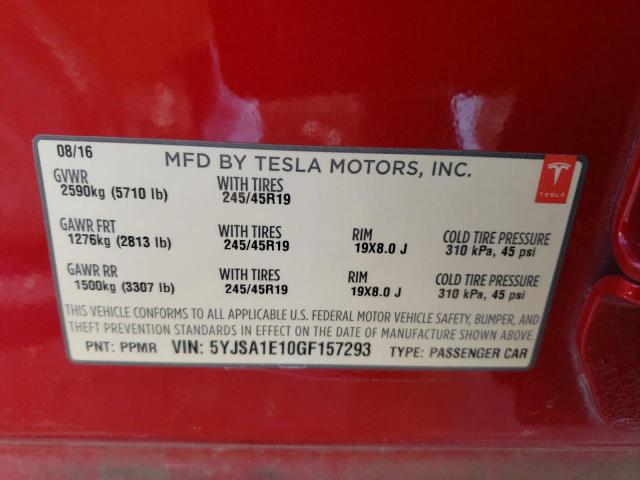 08/16
MFD BY TESLA MOTORS, INC.
TESLA
GVWR WITH TIRES
2590kg (5710 lb) 245/45R19
GAWR FRT WITH TIRES RIM COLD TIRE PRESSURE
1276kg (2813 lb) 245/45R19 19X8.0 J 310 kPa, 45 psi
GAWR RR WITH TIRES RIM COLD TIRE PRESSURE
1500kg (3307 lb) 245/45R19 19X8.0 J 310 kPa, 45 psi
THIS VEHICLE CONFORMS TO ALL APPLICABLE U.S. FEDERAL MOTOR VEHICLE SAFETY, BUMPER, AND
THEFT PREVENTION STANDARDS IN EFFECT ON THE DATE OF MANUFACTURE SHOWN ABOVE.
PNT: PPMR VIN: 5YJSA1E10GF157293 TYPE: PASSENGER CAR